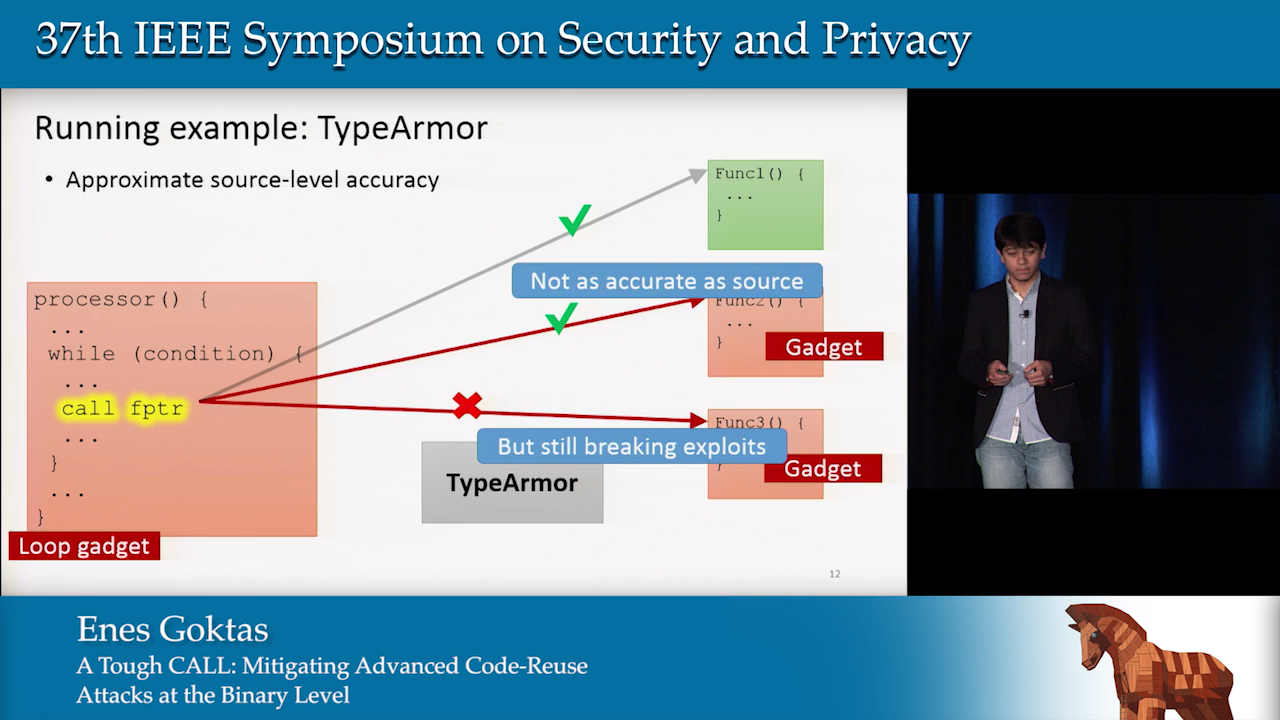 37th IEEE Symposium on Security and Privacy
Running example: TypeArmor
• Approximate source-level accuracy
Func1() {
...
}
Not as accurate as source
processor() {
...
while (condition) {
...
call fptr
...
}
...
}
Loop gadget
Func2() {
...
}
Gadget
Func3() {
}
Gadget
But still breaking exploits
TypeArmor
12
Enes Goktas
A Tough CALL: Mitigating Advanced Code-Reuse
Attacks at the Binary Level